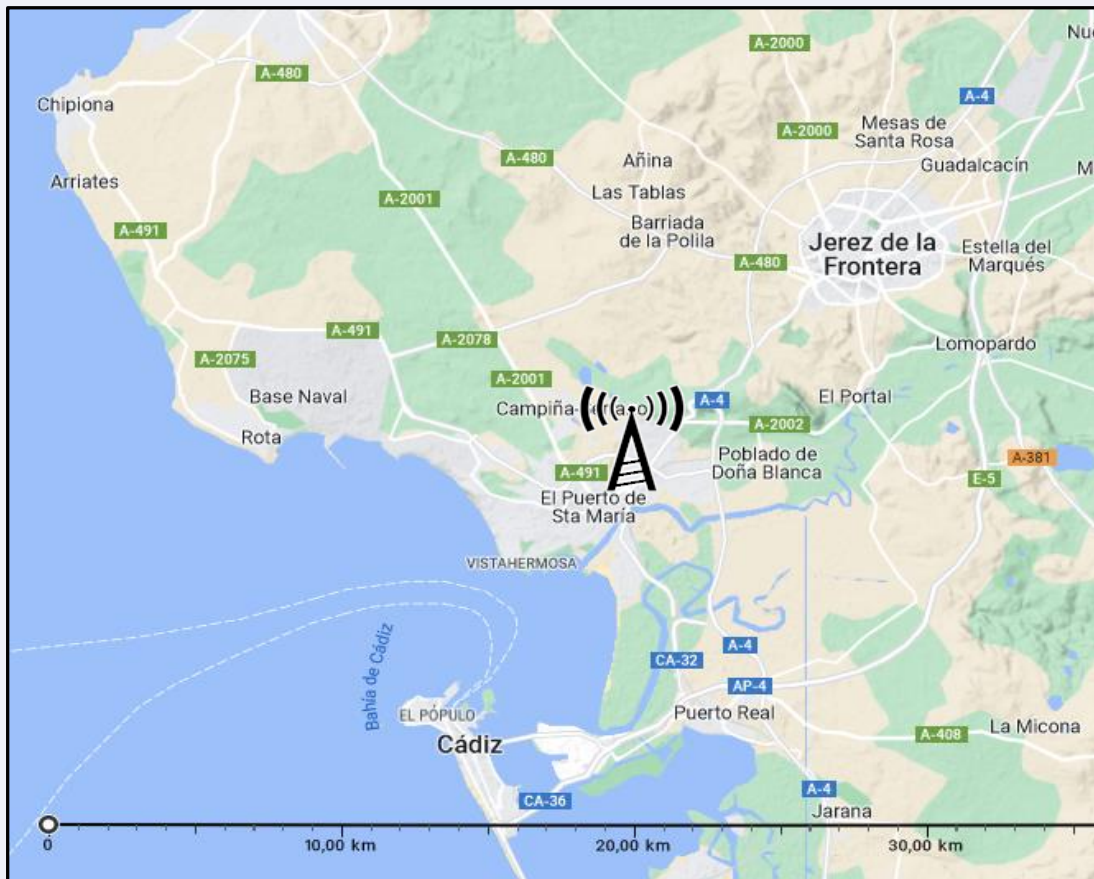 Nu
A-2000
A-480
A-4
Chipiona
Mesas de
Santa Rosa
A-2000
A-480
Añina
Guadalcacín
M
Arriates
A-2001
Las Tablas
A-491
Barriada
de la Polila
Jerez de la
Frontera
Estella del
Marqués
A-480
A-491
A-2078
Lomopardo
A-2075
A-2001
Base Naval
Campiña
A-4
El Portal
A-2002
Rota
Poblado de
Doña Blanca
A-381
A-491
E-5
El Puerto de
Sta María
VISTAHERMOSA
Bahía de Cádiz
A-4
CA-32
AP-4
EL PÓPULO
Puerto Real
La Micona
Cádiz
A-408
A-4
CA-36
Jarana
0
10,00 km
20,00 km
30,00 km